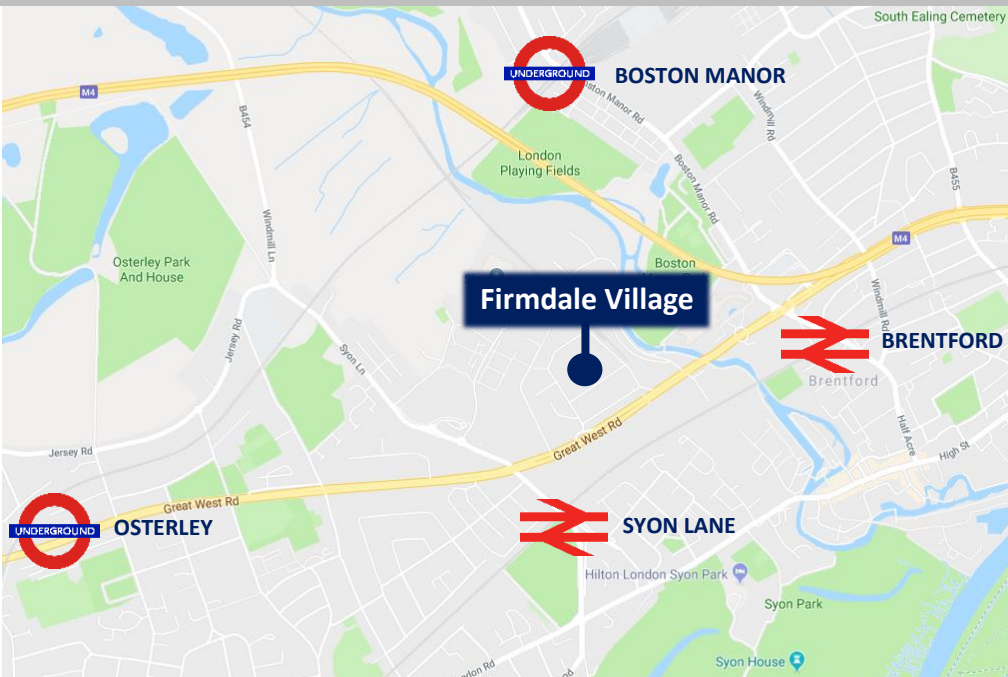 South Ealing Cemetery
UNDERGROUND
BOSTON MANOR
M4
B454
ston Manor Rd
Windmill Rd
London
Playing Fields
Boston Manor Rd
B455
Windmill Ln
M4
Osterley Park
And House
Boston
Firmdale Village
Windmill Rd
Jersey Rd
Syon Ln
BRENTFORD
Brentford
Half Acre
High St
Great West Rd
Jersey Rd
Great West Rd
UNDERGROUND
OSTERLEY
SYON LANE
Hilton London Syon Park
Syon Park
Syon House
don Rd